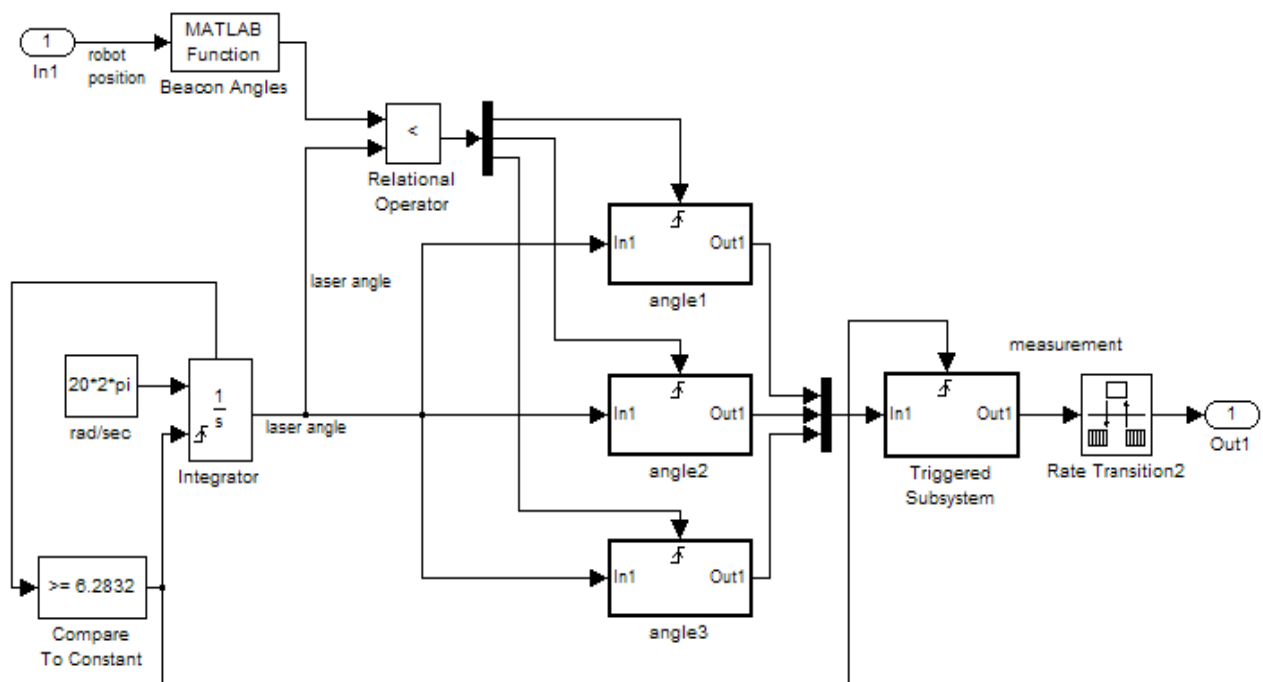 1
In1
robot
position
MATLAB
Function
Beacon Angles
<
Relational
Operator
In1
Out1
angle1
laser angle
20*2*pi
rad/sec
1
s
Integrator
laser angle
In1
Out1
angle2
measurement
In1
Out1
Triggered
Subsystem
Rate Transition2
1
Out1
>= 6.2832
Compare
To Constant
In1
Out1
angle3